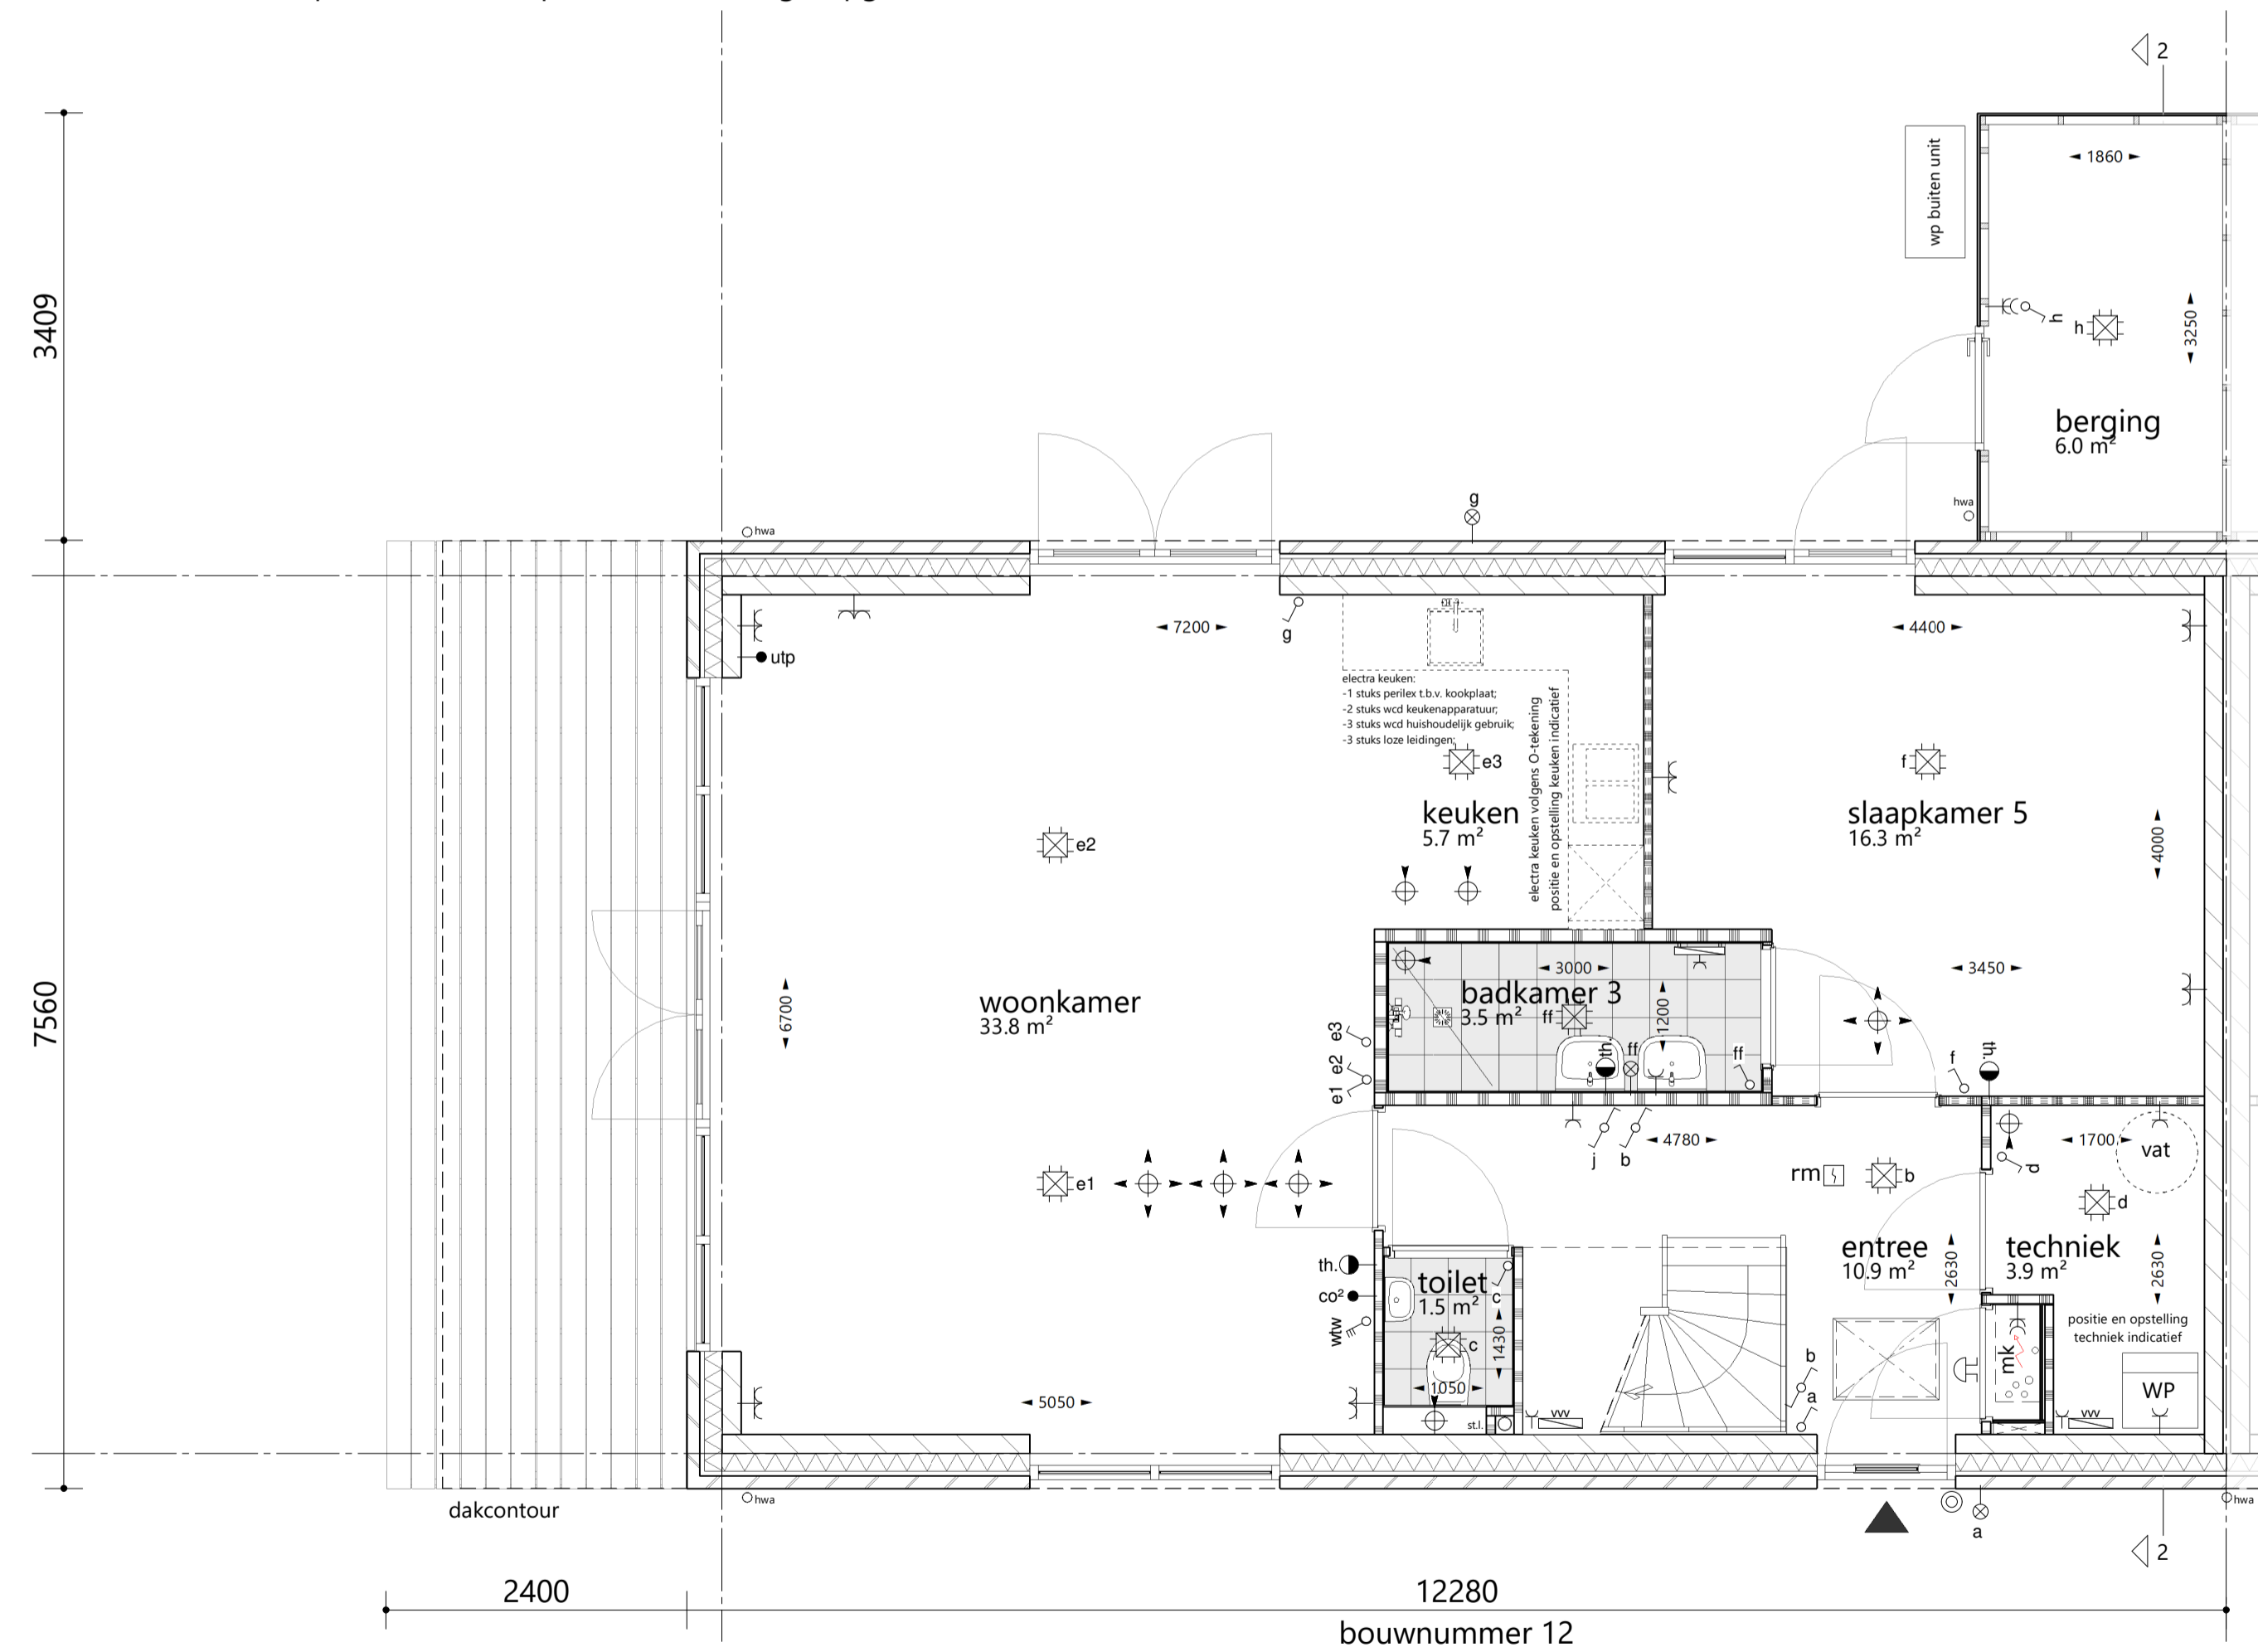 2
wp buiten unit
1860
3409
3250
h
h
berging
6.0 m²
hwa
g
hwa
7200
g
4400
utp
electra keuken:
-1 stuks perilex t.b.v. kookplaat;
-2 stuks wcd keukenapparatuur;
-3 stuks wcd huishoudelijk gebruik;
-3 stuks loze leidingen;
electra keuken volgens O-tekening
positie en opstelling keuken indicatief
e3
f
keuken
5.7 m²
slaapkamer 5
16.3 m²
e2
4000
7560
6700
woonkamer
33.8 m²
3000
badkamer 3
3.5 m²
ff
1200
3450
e3
e2
e1
th.
ff
ff
f
th.
4780
j
b
1700
vat
d
e1
rm
b
d
th.
co²
wtw
toilet
1.5 m²
c
c
1430
1050
st.l.
entree
10.9 m²
2630
techniek
3.9 m²
2630
positie en opstelling
techniek indicatief
mk
WP
b
a
5050
hwa
dakcontour
a
hwa
2
2400
12280
bouwnummer 12